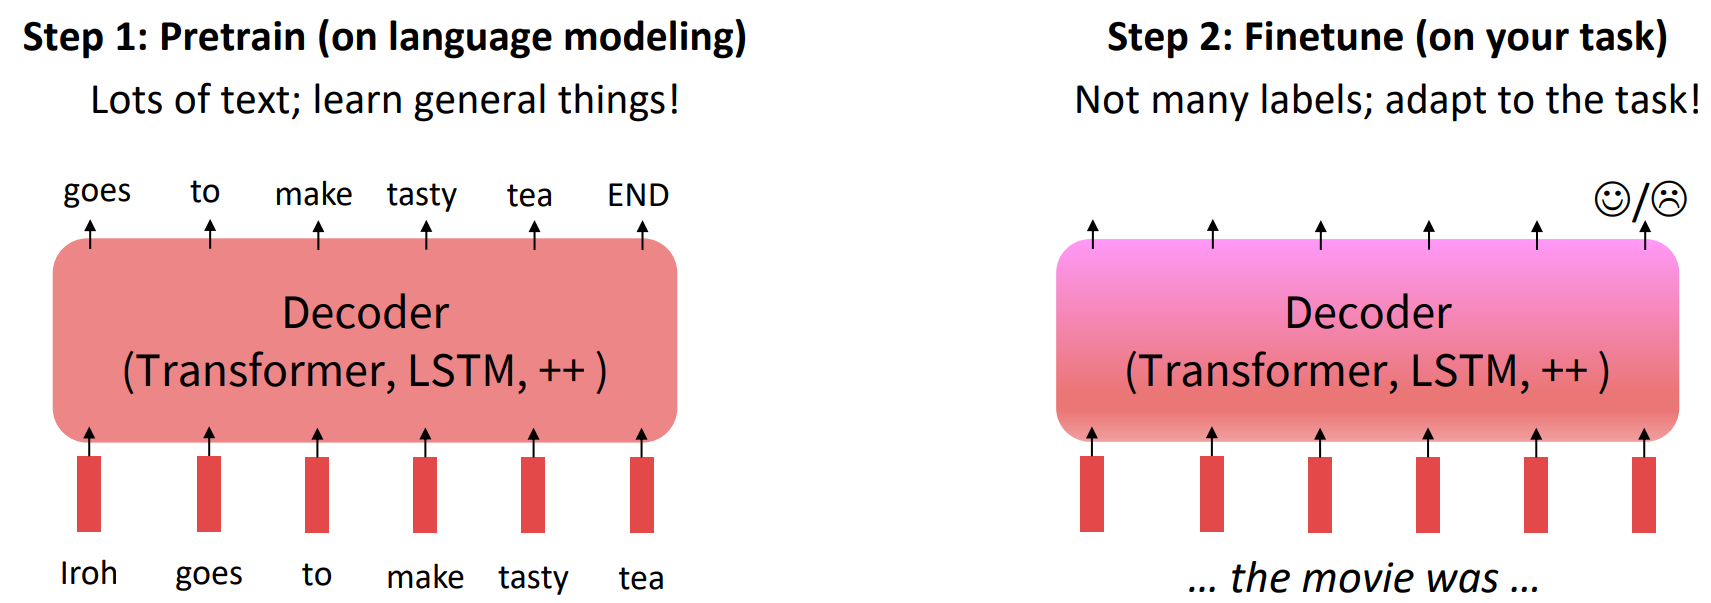 Step 1: Pretrain (on language modeling)
Lots of text; learn general things!
goes to make tasty tea END
Decoder
(Transformer, LSTM, ++ )
Iroh goes to make tasty tea
Step 2: Finetune (on your task)
Not many labels; adapt to the task!
☺/☹
Decoder
(Transformer, LSTM, ++ )
... the movie was ...